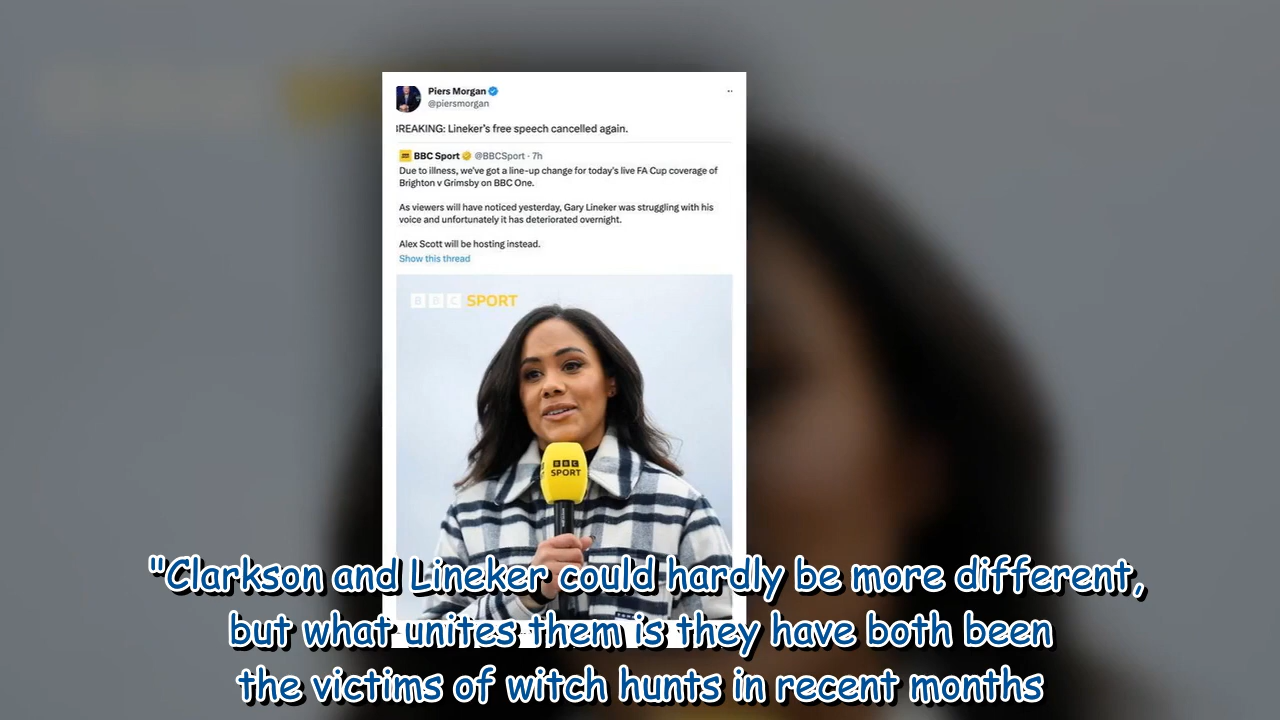 Piers Morgan
@piersmorgan
REAKING: Lineker's free speech cancelled again.
BBC Sport @BBCSport · 7h
Due to illness, we've got a line-up change for today's live FA Cup coverage of
Brighton v Grimsby on BBC One.
As viewers will have noticed yesterday, Gary Lineker was struggling with his
voice and unfortunately it has deteriorated overnight.
Alex Scott will be hosting instead.
Show this thread
BBC SPORT
BBC
SPORT
"Clarkson and Lineker could hardly be more different,
but what unites them is they have both been
the victims of witch hunts in recent months